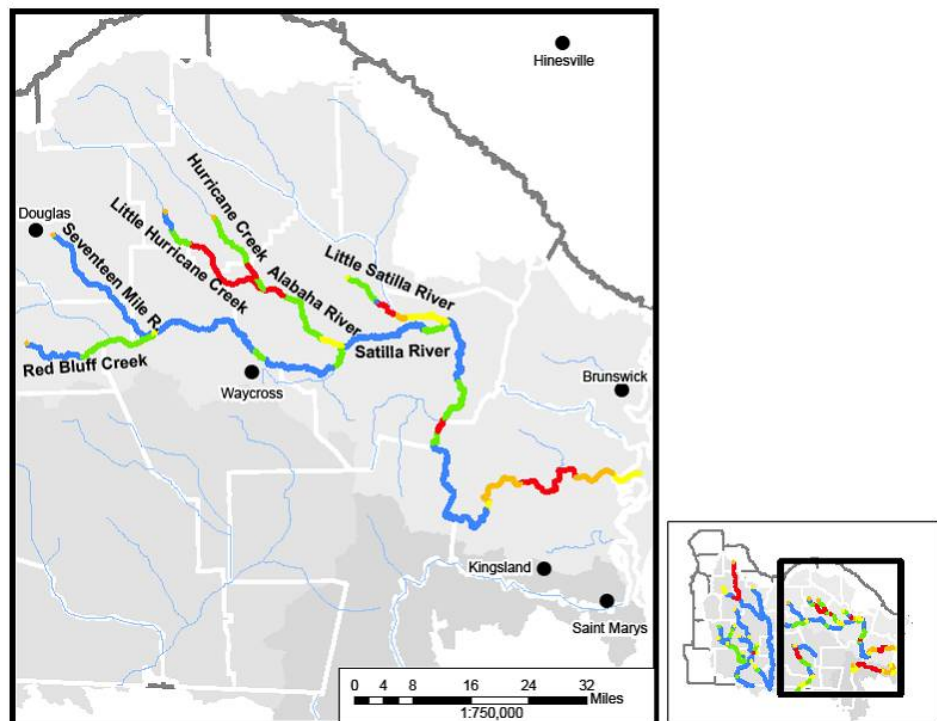 Hinesville
Hurricane Creek
Little Hurricane Creek
Douglas
Seventeen Mile R.
Alabaha River
Little Satilla River
Satilla River
Red Bluff Creek
Waycross
Brunswick
Kingsland
Saint Marys
0 4 8 16 24 32
Miles
1:750,000